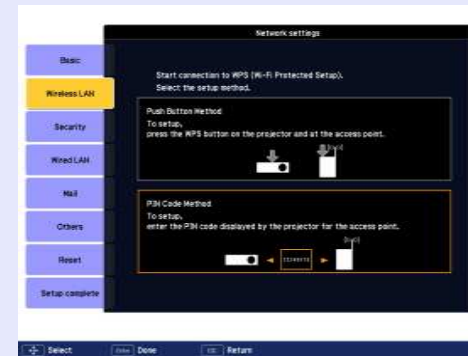 Network settings
Basic
Wireless LAN
Security
Wired LAN
Mail
Others
Reset
Setup complete
Start connection to WPS (Wi-Fi Protected Setup).
Select the setup method.
Push Button Method
To setup,
press the WPS button on the projector and at the access point.
PIN Code Method
To setup,
enter the PIN code displayed by the projector for the access point.
Select
Done
Return